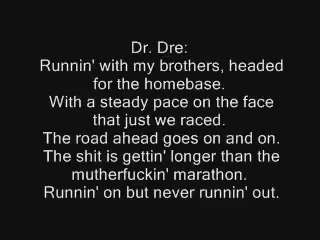 Dr. Dre:
Runnin' with my brothers, headed
for the homebase.
With a steady pace on the face
that just we raced.
The road ahead goes on and on.
The shit is gettin' longer than the
mutherfuckin' marathon.
Runnin' on but never runnin' out.